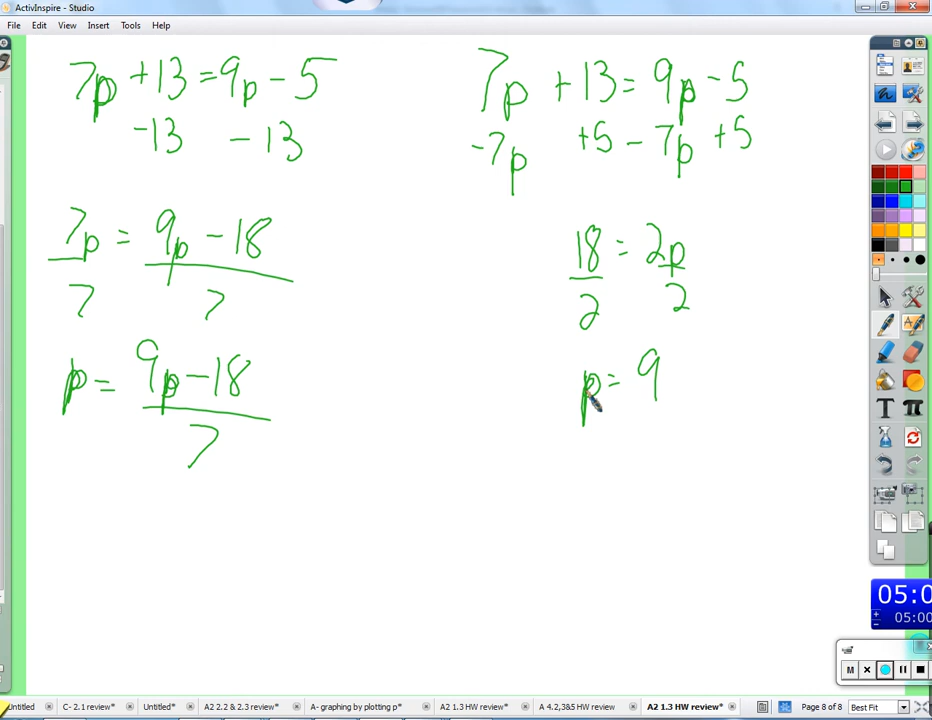 ActivInspire - Studio
File Edit View Insert Tools Help
7p +13 = 9p - 5
-13 - 13
7p = 9p - 18
7 7
p = 9p - 18
7
7p +13 = 9p - 5
-7p +5 - 7p +5
18 = 2p
2 2
p = 9
05:0
05:00
M
ntitled C- 2.1 review* Untitled* A2 2.2 & 2.3 review* A- graphing by plotting p* A2 1.3 HW review* A 4.2,3&5 HW review A2 1.3 HW review* Page 8 of 8 Best Fit